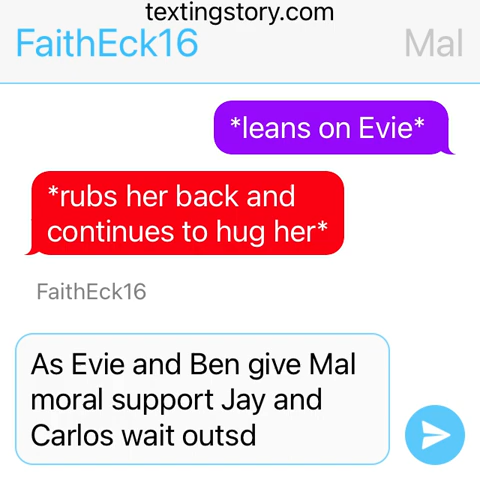 textingstory.com
FaithEck16 Mal
*leans on Evie*
*rubs her back and
continues to hug her*
FaithEck16
As Evie and Ben give Mal
moral support Jay and
Carlos wait outsd